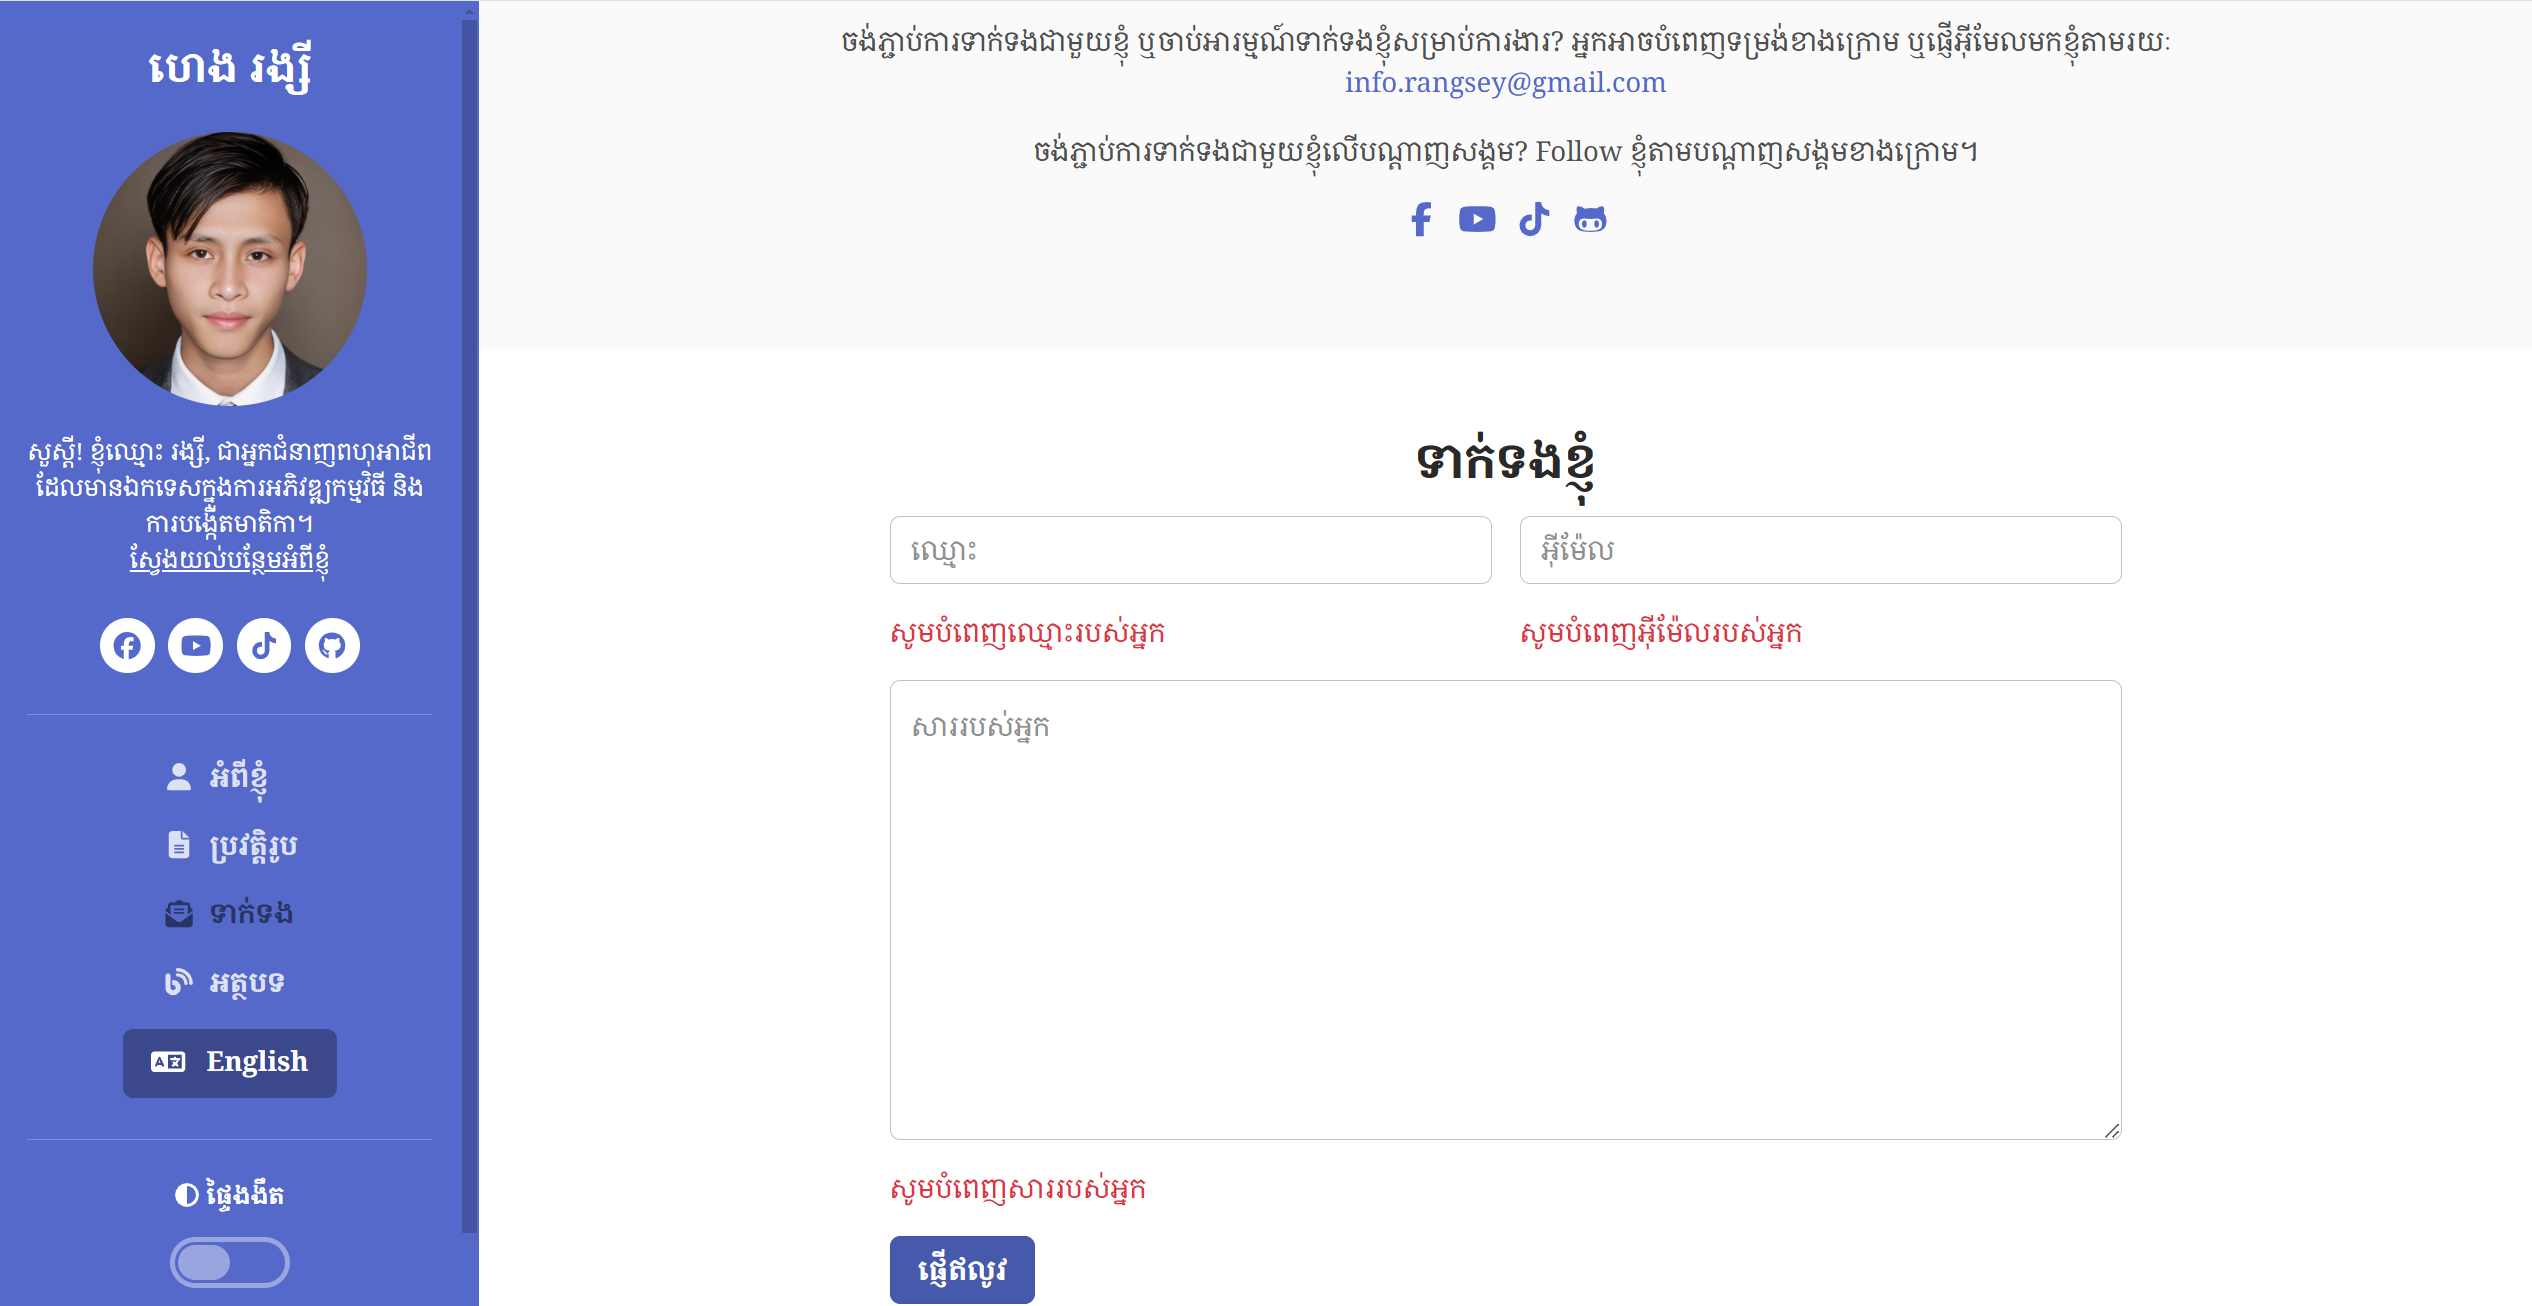 ហេង រង្ស៊ី
សួស្ដី! ខ្ញុំឈ្មោះ រង្ស៊ី, ជាអ្នកជំនាញពហុអាជីព
ដែលមានឯកទេសក្នុងការអភិវឌ្ឍកម្មវិធី និង
ការបង្កើតមាតិកា។
ស្វែងយល់បន្ថែមអំពីខ្ញុំ
អំពីខ្ញុំ
ប្រវត្តិរូប
ទាក់ទង
អត្ថបទ
English
ផ្ទៃងងឹត
ចង់ភ្ជាប់ការទាក់ទងជាមួយខ្ញុំ ឬចាប់អារម្មណ៍ទាក់ទងខ្ញុំសម្រាប់ការងារ? អ្នកអាចបំពេញទម្រង់ខាងក្រោម ឬផ្ញើអ៊ីមែលមកខ្ញុំតាមរយៈ
info.rangsey@gmail.com
ចង់ភ្ជាប់ការទាក់ទងជាមួយខ្ញុំលើបណ្ដាញសង្គម? Follow ខ្ញុំតាមបណ្ដាញសង្គមខាងក្រោម។
ទាក់ទងខ្ញុំ
ឈ្មោះ
អ៊ីម៉ែល
សូមបំពេញឈ្មោះរបស់អ្នក
សូមបំពេញអ៊ីម៉ែលរបស់អ្នក
សាររបស់អ្នក
សូមបំពេញសាររបស់អ្នក
ផ្ញើឥលូវ